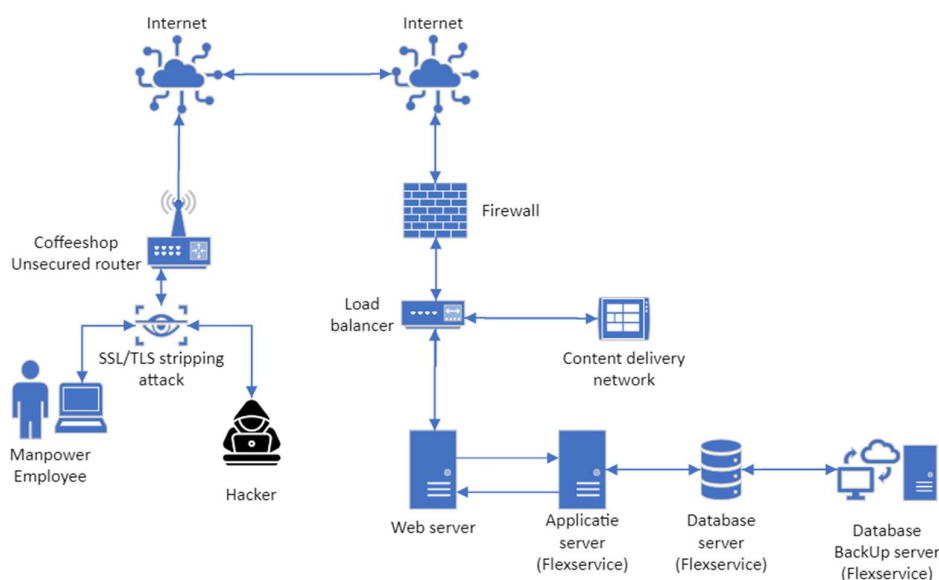 Internet
Internet
Coffeeshop
Unsecured router
Firewall
Load
balancer
Content delivery
network
SSL/TLS stripping
attack
Manpower
Employee
Hacker
Web server
Applicatie
server
(Flexservice)
Database
server
(Flexservice)
Database
BackUp server
(Flexservice)